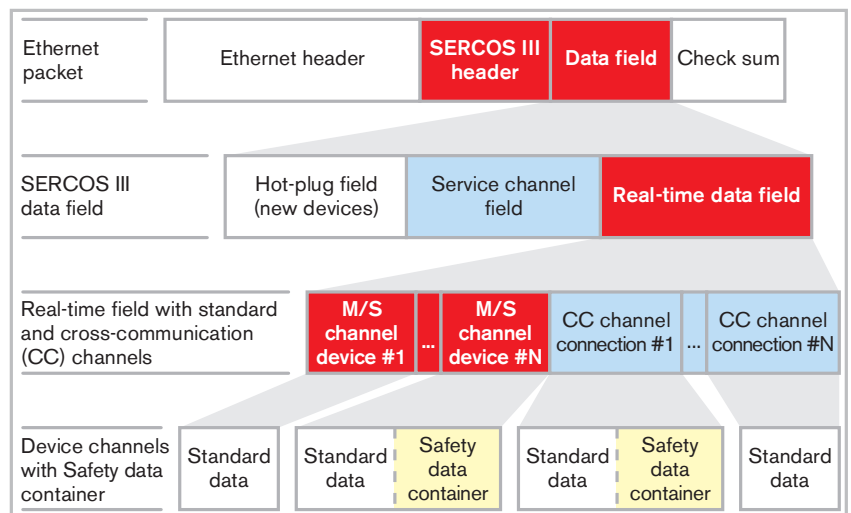 Ethernet
packet
Ethernet header
SERCOS III
header
Data field
Check sum
SERCOS III
data field
Hot-plug field
(new devices)
Service channel
field
Real-time data field
Real-time field with standard
and cross-communication
(CC) channels
M/S
channel
device #1
...
M/S
channel
device #N
CC channel
connection #1
...
CC channel
connection #N
Device channels
with Safety data
container
Standard
data
Standard
data
Safety
data
container
Standard
data
Safety
data
container
Standard
data